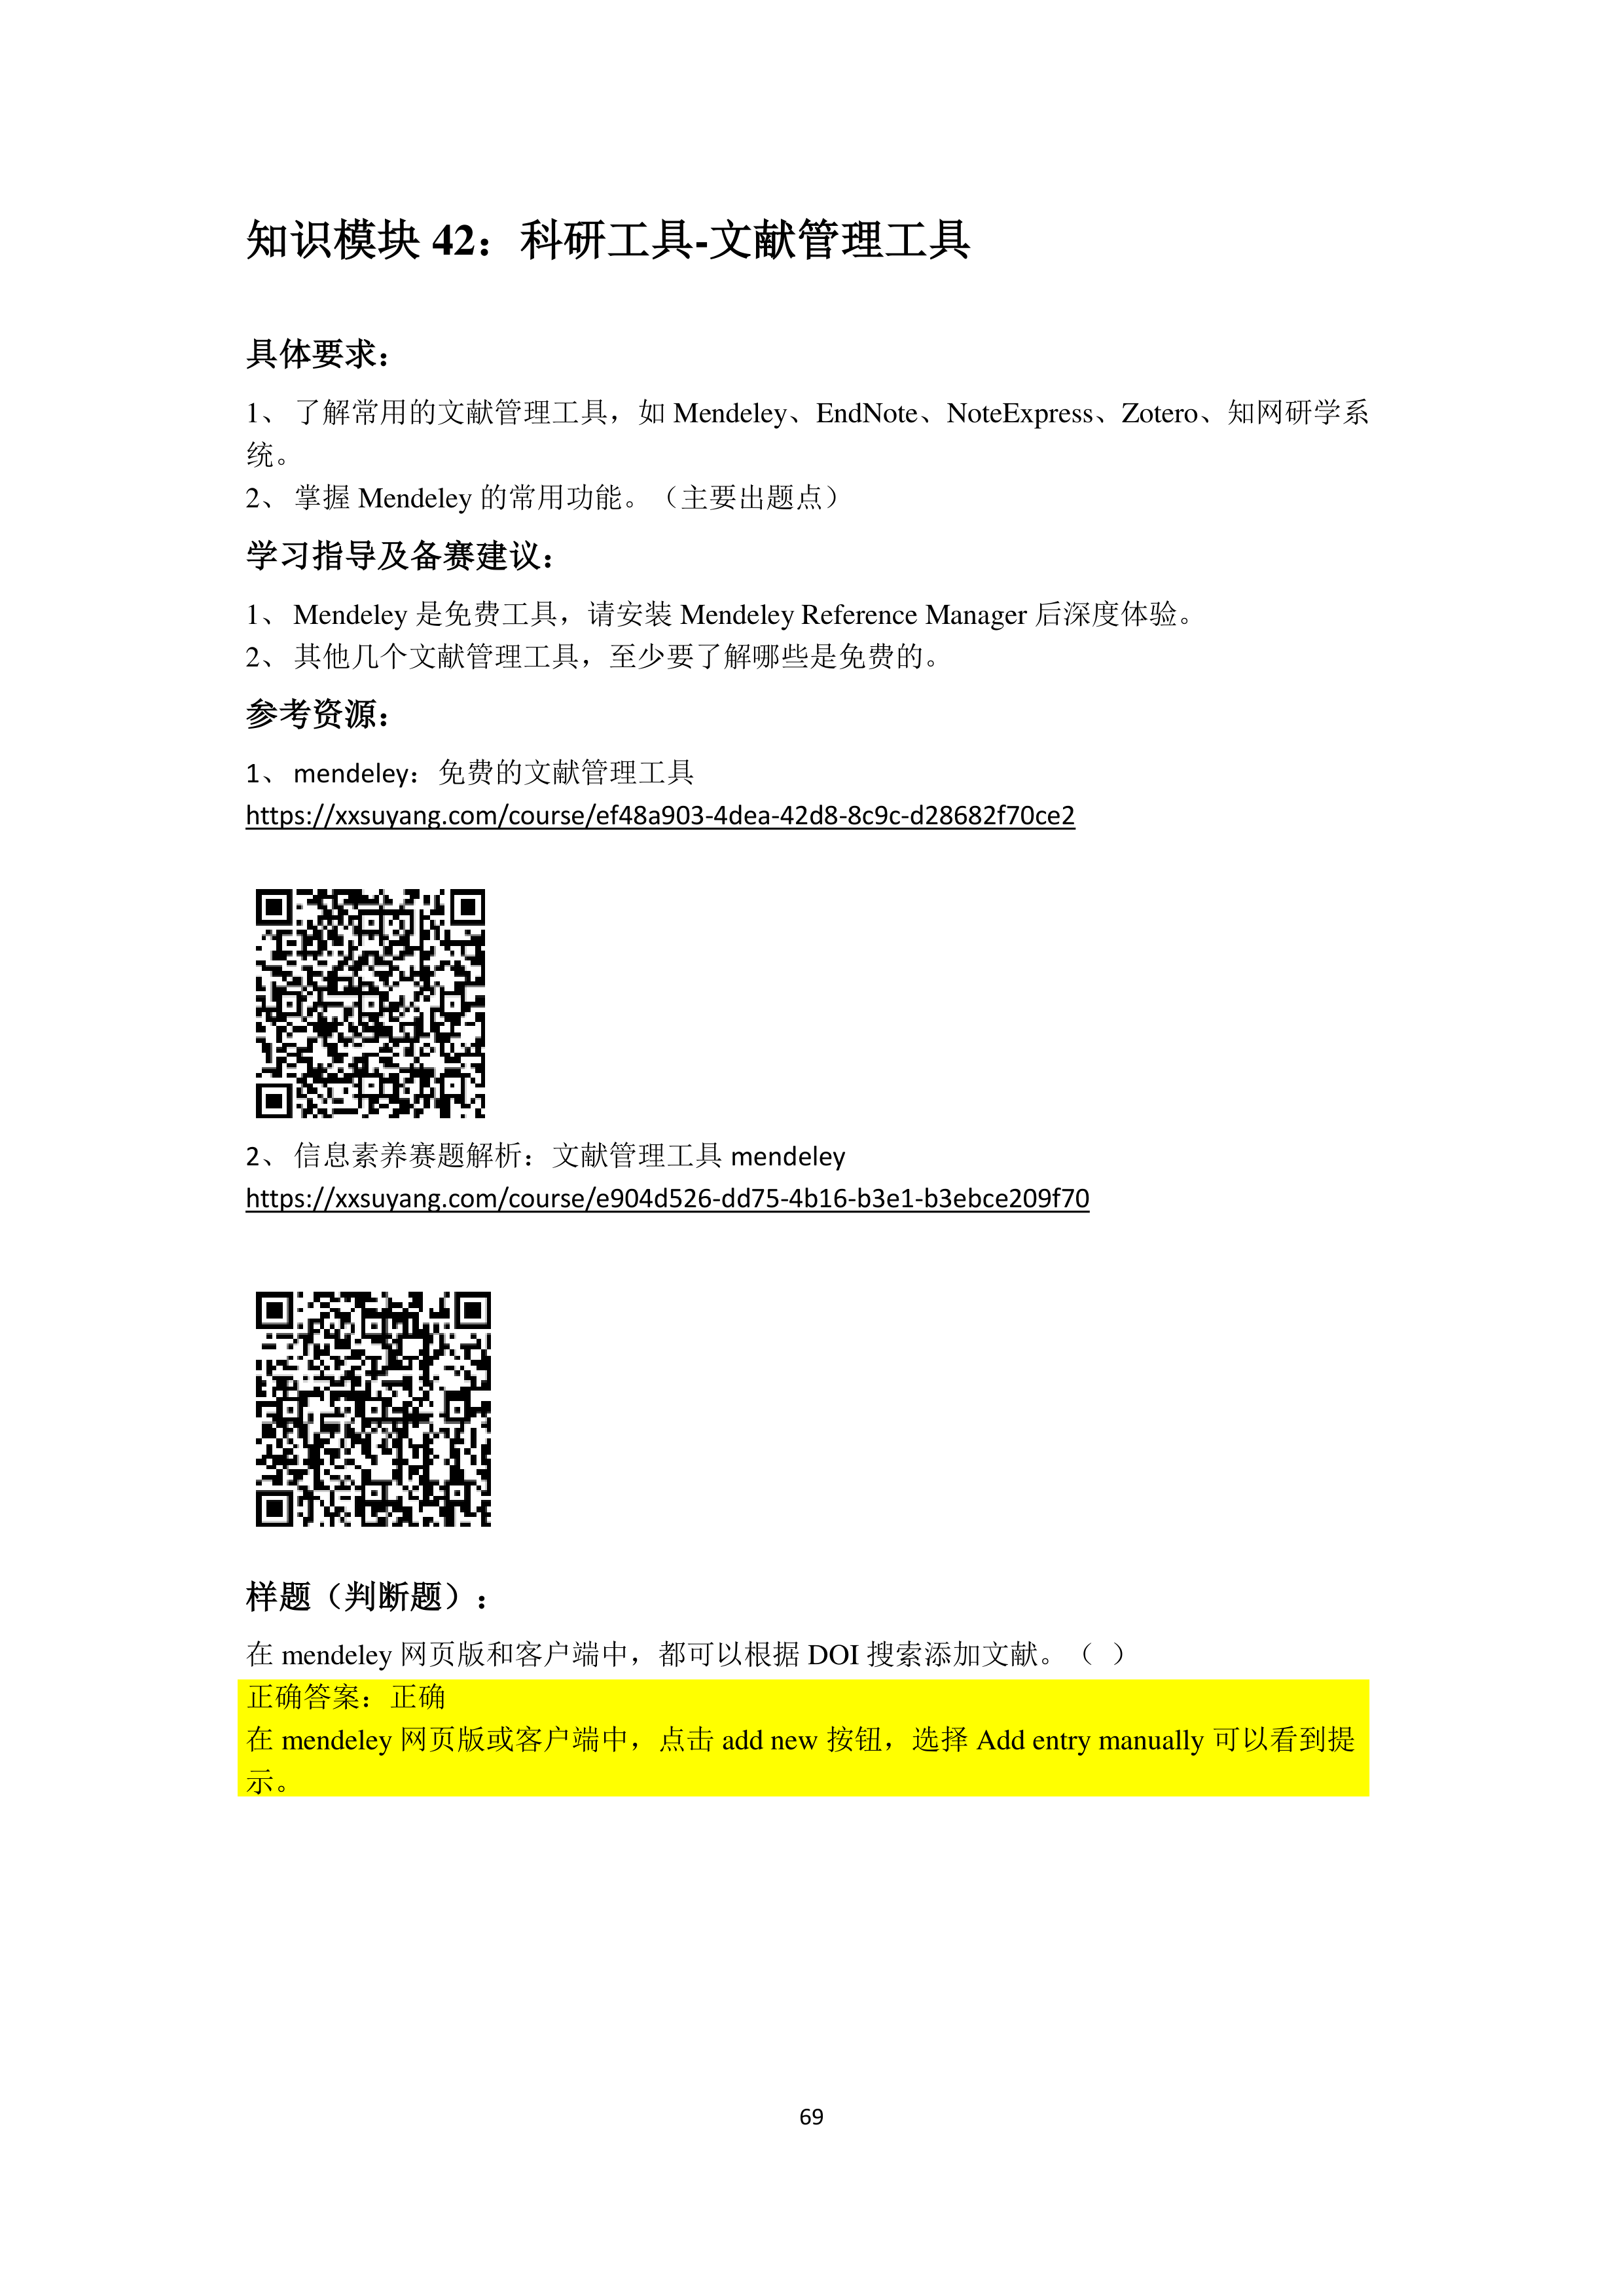 知识模块 42：科研工具-文献管理工具
具体要求：
1、 了解常用的文献管理工具，如 Mendeley、EndNote、NoteExpress、Zotero、知网研学系
统。
2、 掌握 Mendeley 的常用功能。（主要出题点）
学习指导及备赛建议：
1、 Mendeley 是免费工具，请安装 Mendeley Reference Manager 后深度体验。
2、 其他几个文献管理工具，至少要了解哪些是免费的。
参考资源：
1、 mendeley：免费的文献管理工具
https://xxsuyang.com/course/ef48a903-4dea-42d8-8c9c-d28682f70ce2
2、 信息素养赛题解析：文献管理工具 mendeley
https://xxsuyang.com/course/e904d526-dd75-4b16-b3e1-b3ebce209f70
样题（判断题）：
在 mendeley 网页版和客户端中，都可以根据 DOI 搜索添加文献。（ ）
正确答案：正确
在 mendeley 网页版或客户端中，点击 add new 按钮，选择 Add entry manually 可以看到提
示。
69